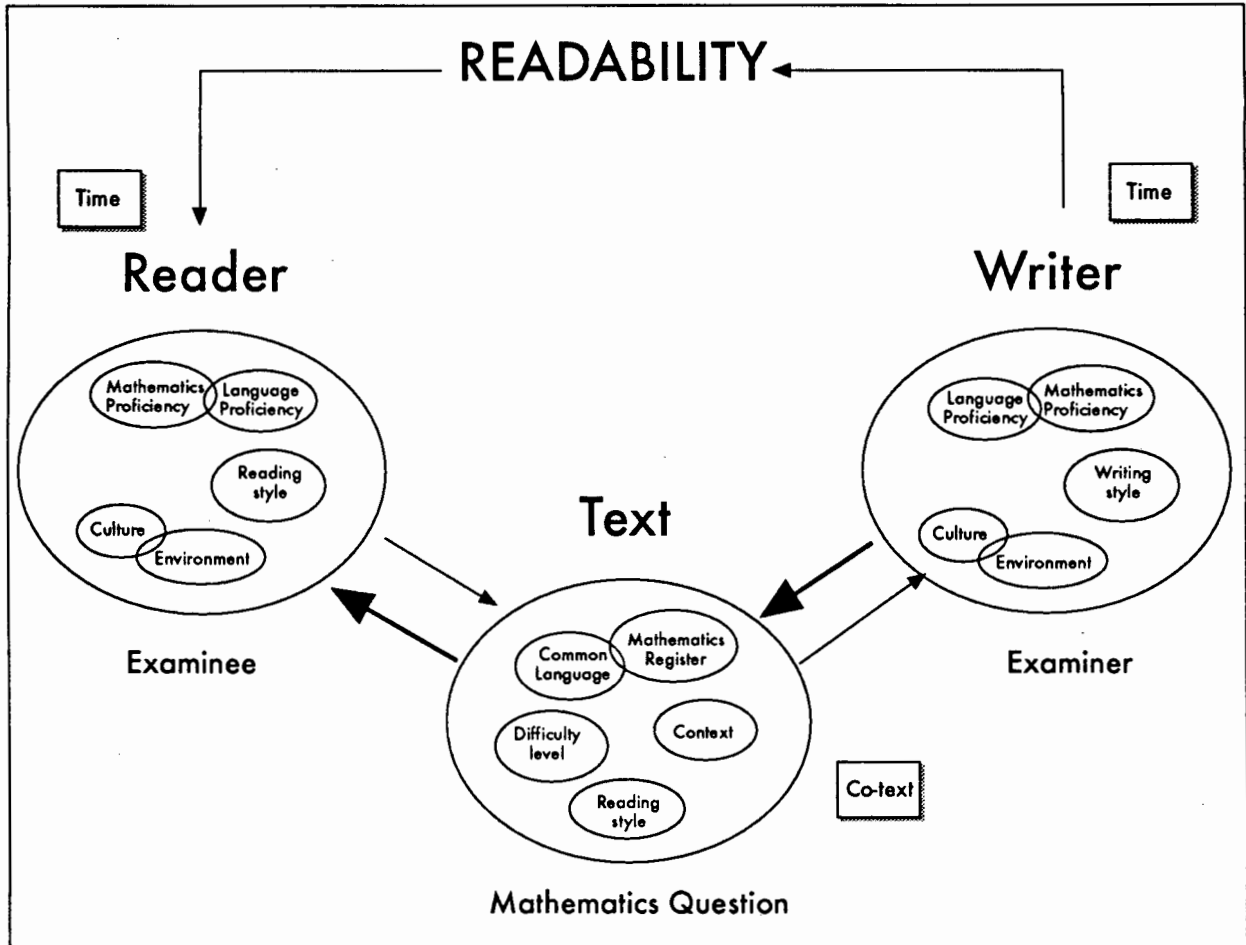 READABILITY
Time
Time
Reader
Writer
Mathematics
Proficiency
Language
Proficiency
Reading
style
Culture
Environment
Examinee
Language
Proficiency
Mathematics
Proficiency
Writing
style
Culture
Environment
Examiner
Text
Common
Language
Mathematics
Register
Difficulty
level
Context
Reading
style
Co-text
Mathematics Question